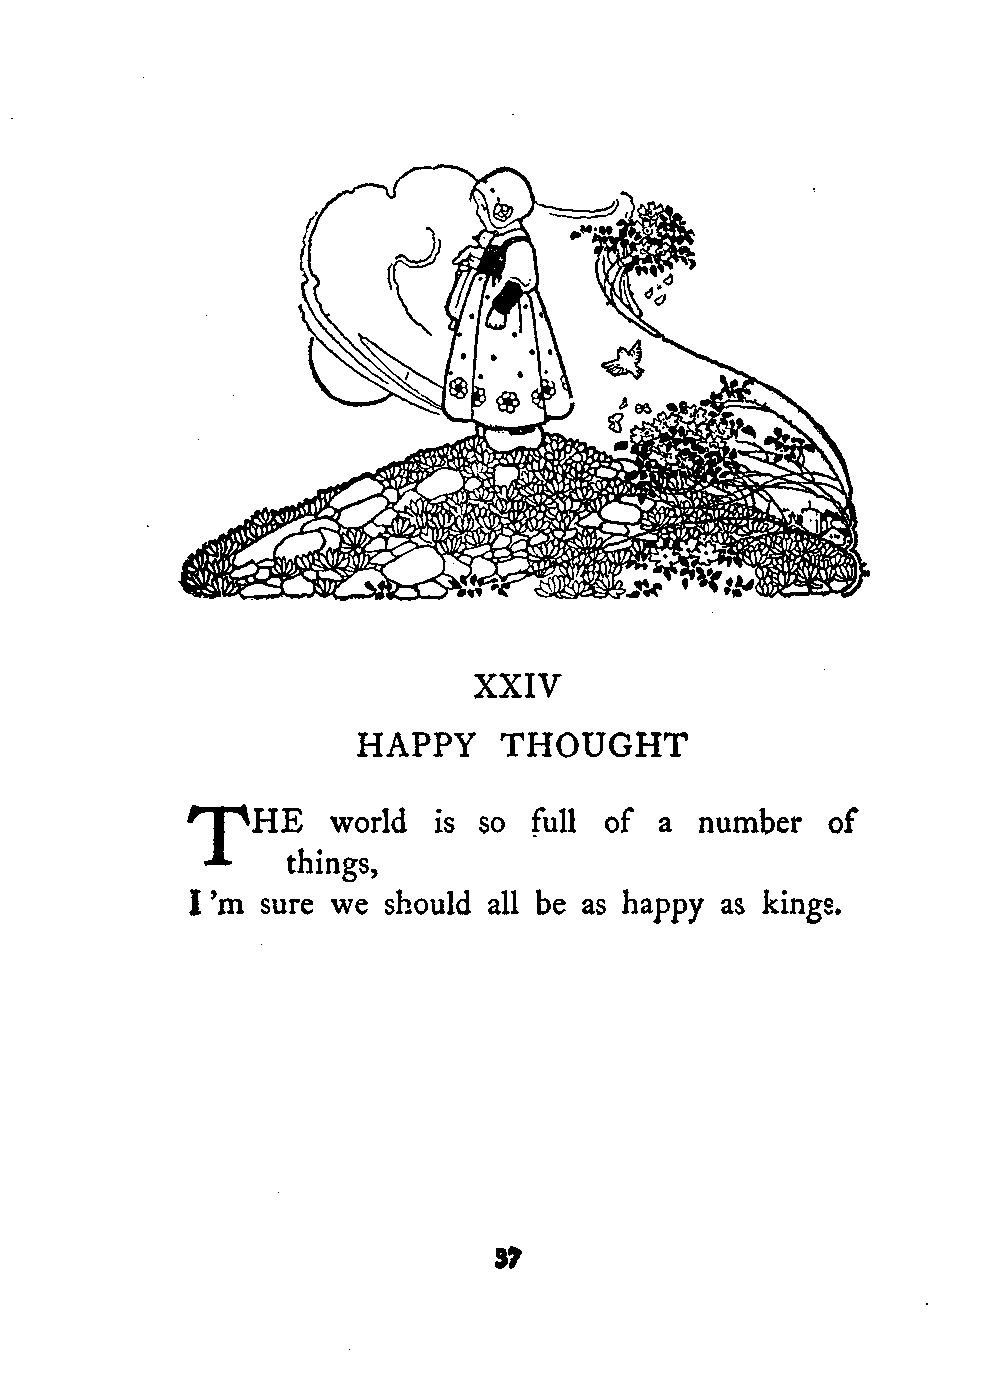 XXIV
HAPPY THOUGHT
THE world is so full of a number of
things,
I'm sure we should all be as happy as kings.
37